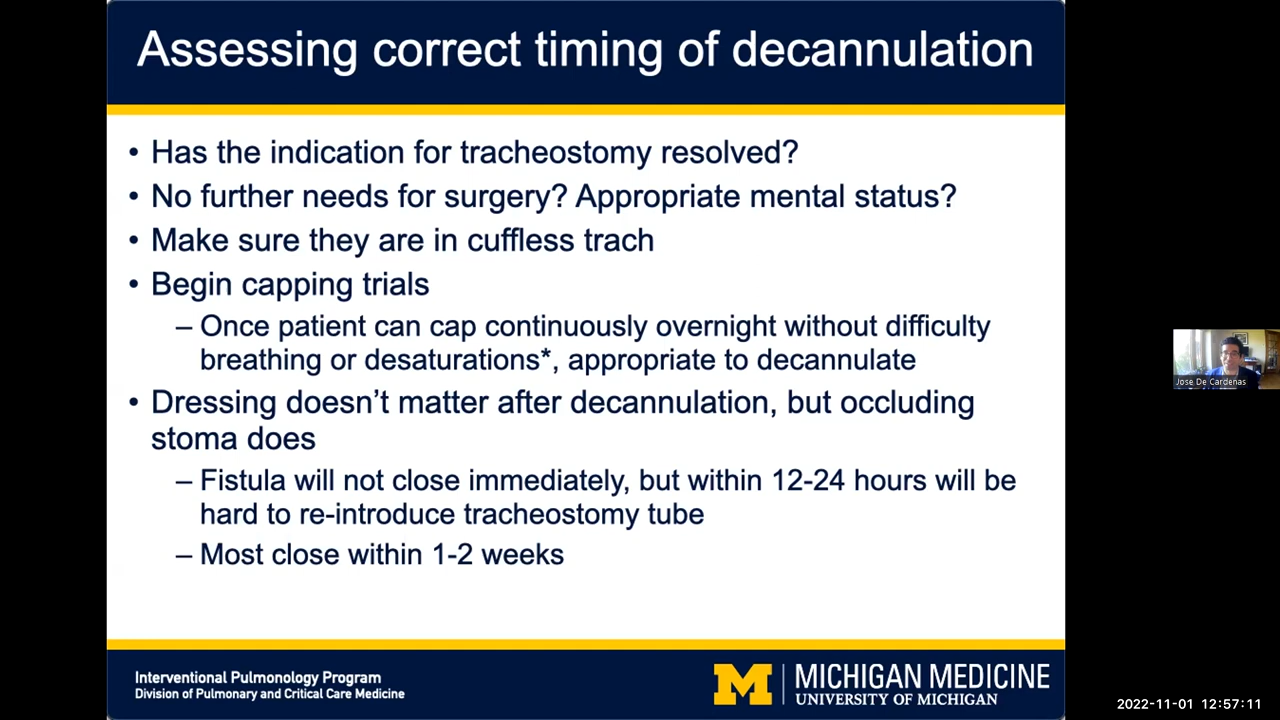 Assessing correct timing of decannulation
• Has the indication for tracheostomy resolved?
• No further needs for surgery? Appropriate mental status?
• Make sure they are in cuffless trach
• Begin capping trials
– Once patient can cap continuously overnight without difficulty
breathing or desaturations*, appropriate to decannulate
• Dressing doesn’t matter after decannulation, but occluding
stoma does
– Fistula will not close immediately, but within 12-24 hours will be
hard to re-introduce tracheostomy tube
– Most close within 1-2 weeks
Jose De Cardenas
Interventional Pulmonology Program
Division of Pulmonary and Critical Care Medicine
M
MICHIGAN MEDICINE
UNIVERSITY OF MICHIGAN
2022-11-01 12:57:11